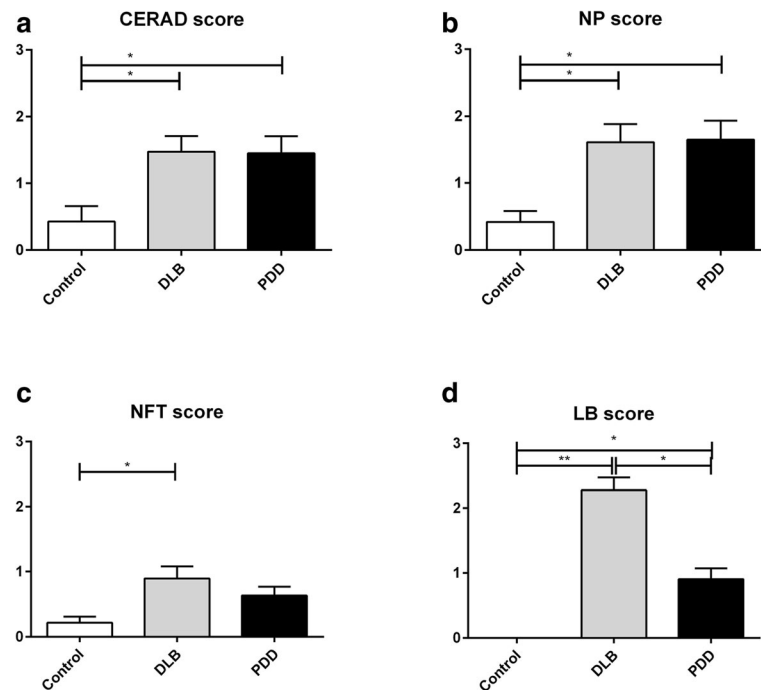 a
CERAD score
3
2
1
0
*
*
Control
DLB
PDD
b
NP score
3
2
1
0
*
*
Control
DLB
PDD
c
NFT score
3
2
1
0
*
Control
DLB
PDD
d
LB score
3
2
1
0
*
** *
Control
DLB
PDD